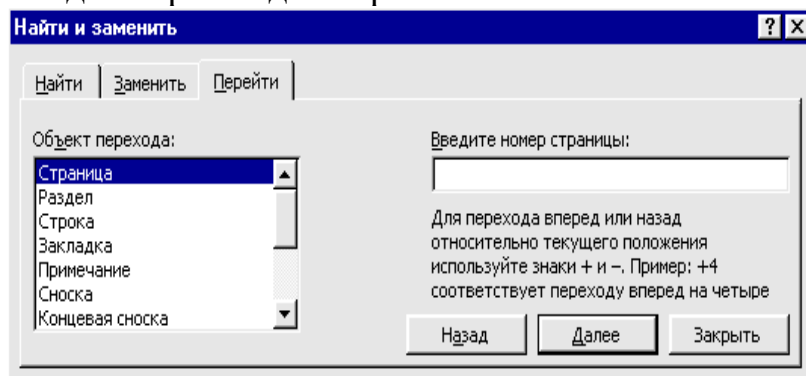 Найти и заменить
Найти Заменить Перейти
Объект перехода:
Страница
Раздел
Строка
Закладка
Примечание
Сноска
Концевая сноска
Введите номер страницы:
Для перехода вперед или назад
относительно текущего положения
используйте знаки + и –. Пример: +4
соответствует переходу вперед на четыре
Назад Далее Закрыть